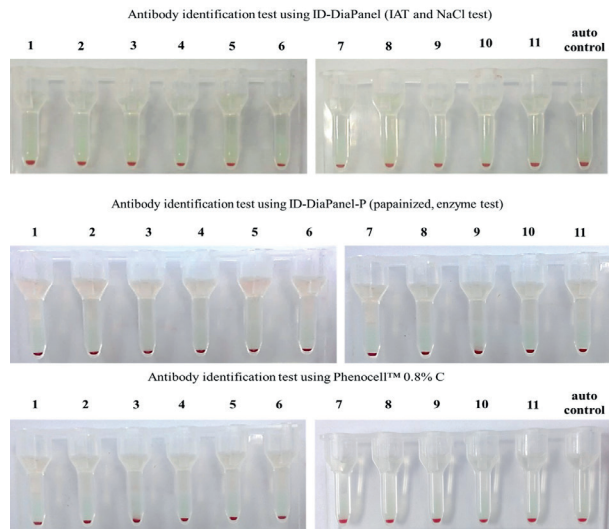 Antibody identification test using ID-DiaPanel (IAT and NaCl test)
1 2 3 4 5 6 7 8 9 10 11 auto control
Antibody identification test using ID-DiaPanel-P (papainized, enzyme test)
1 2 3 4 5 6 7 8 9 10 11
Antibody identification test using Phenocell™ 0.8% C
1 2 3 4 5 6 7 8 9 10 11 auto control